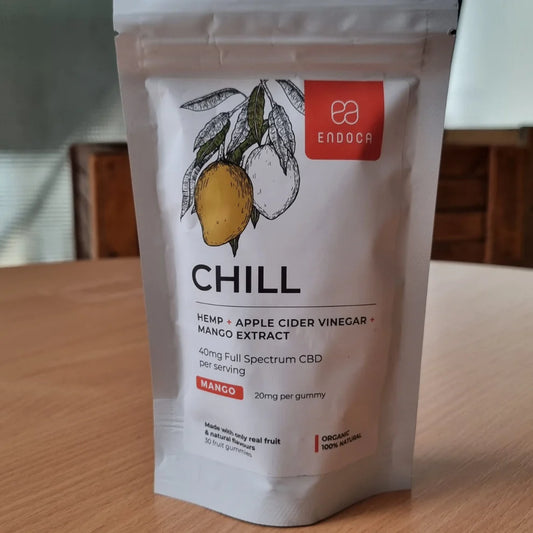 ENDOCA
CHILL
HEMP + APPLE CIDER VINEGAR +
MANGO EXTRACT
40mg Full Spectrum CBD
per serving
MANGO 20mg per gummy
Made with only real fruit
& natural flavours
30 fruit gummies
ORGANIC
100% NATURAL